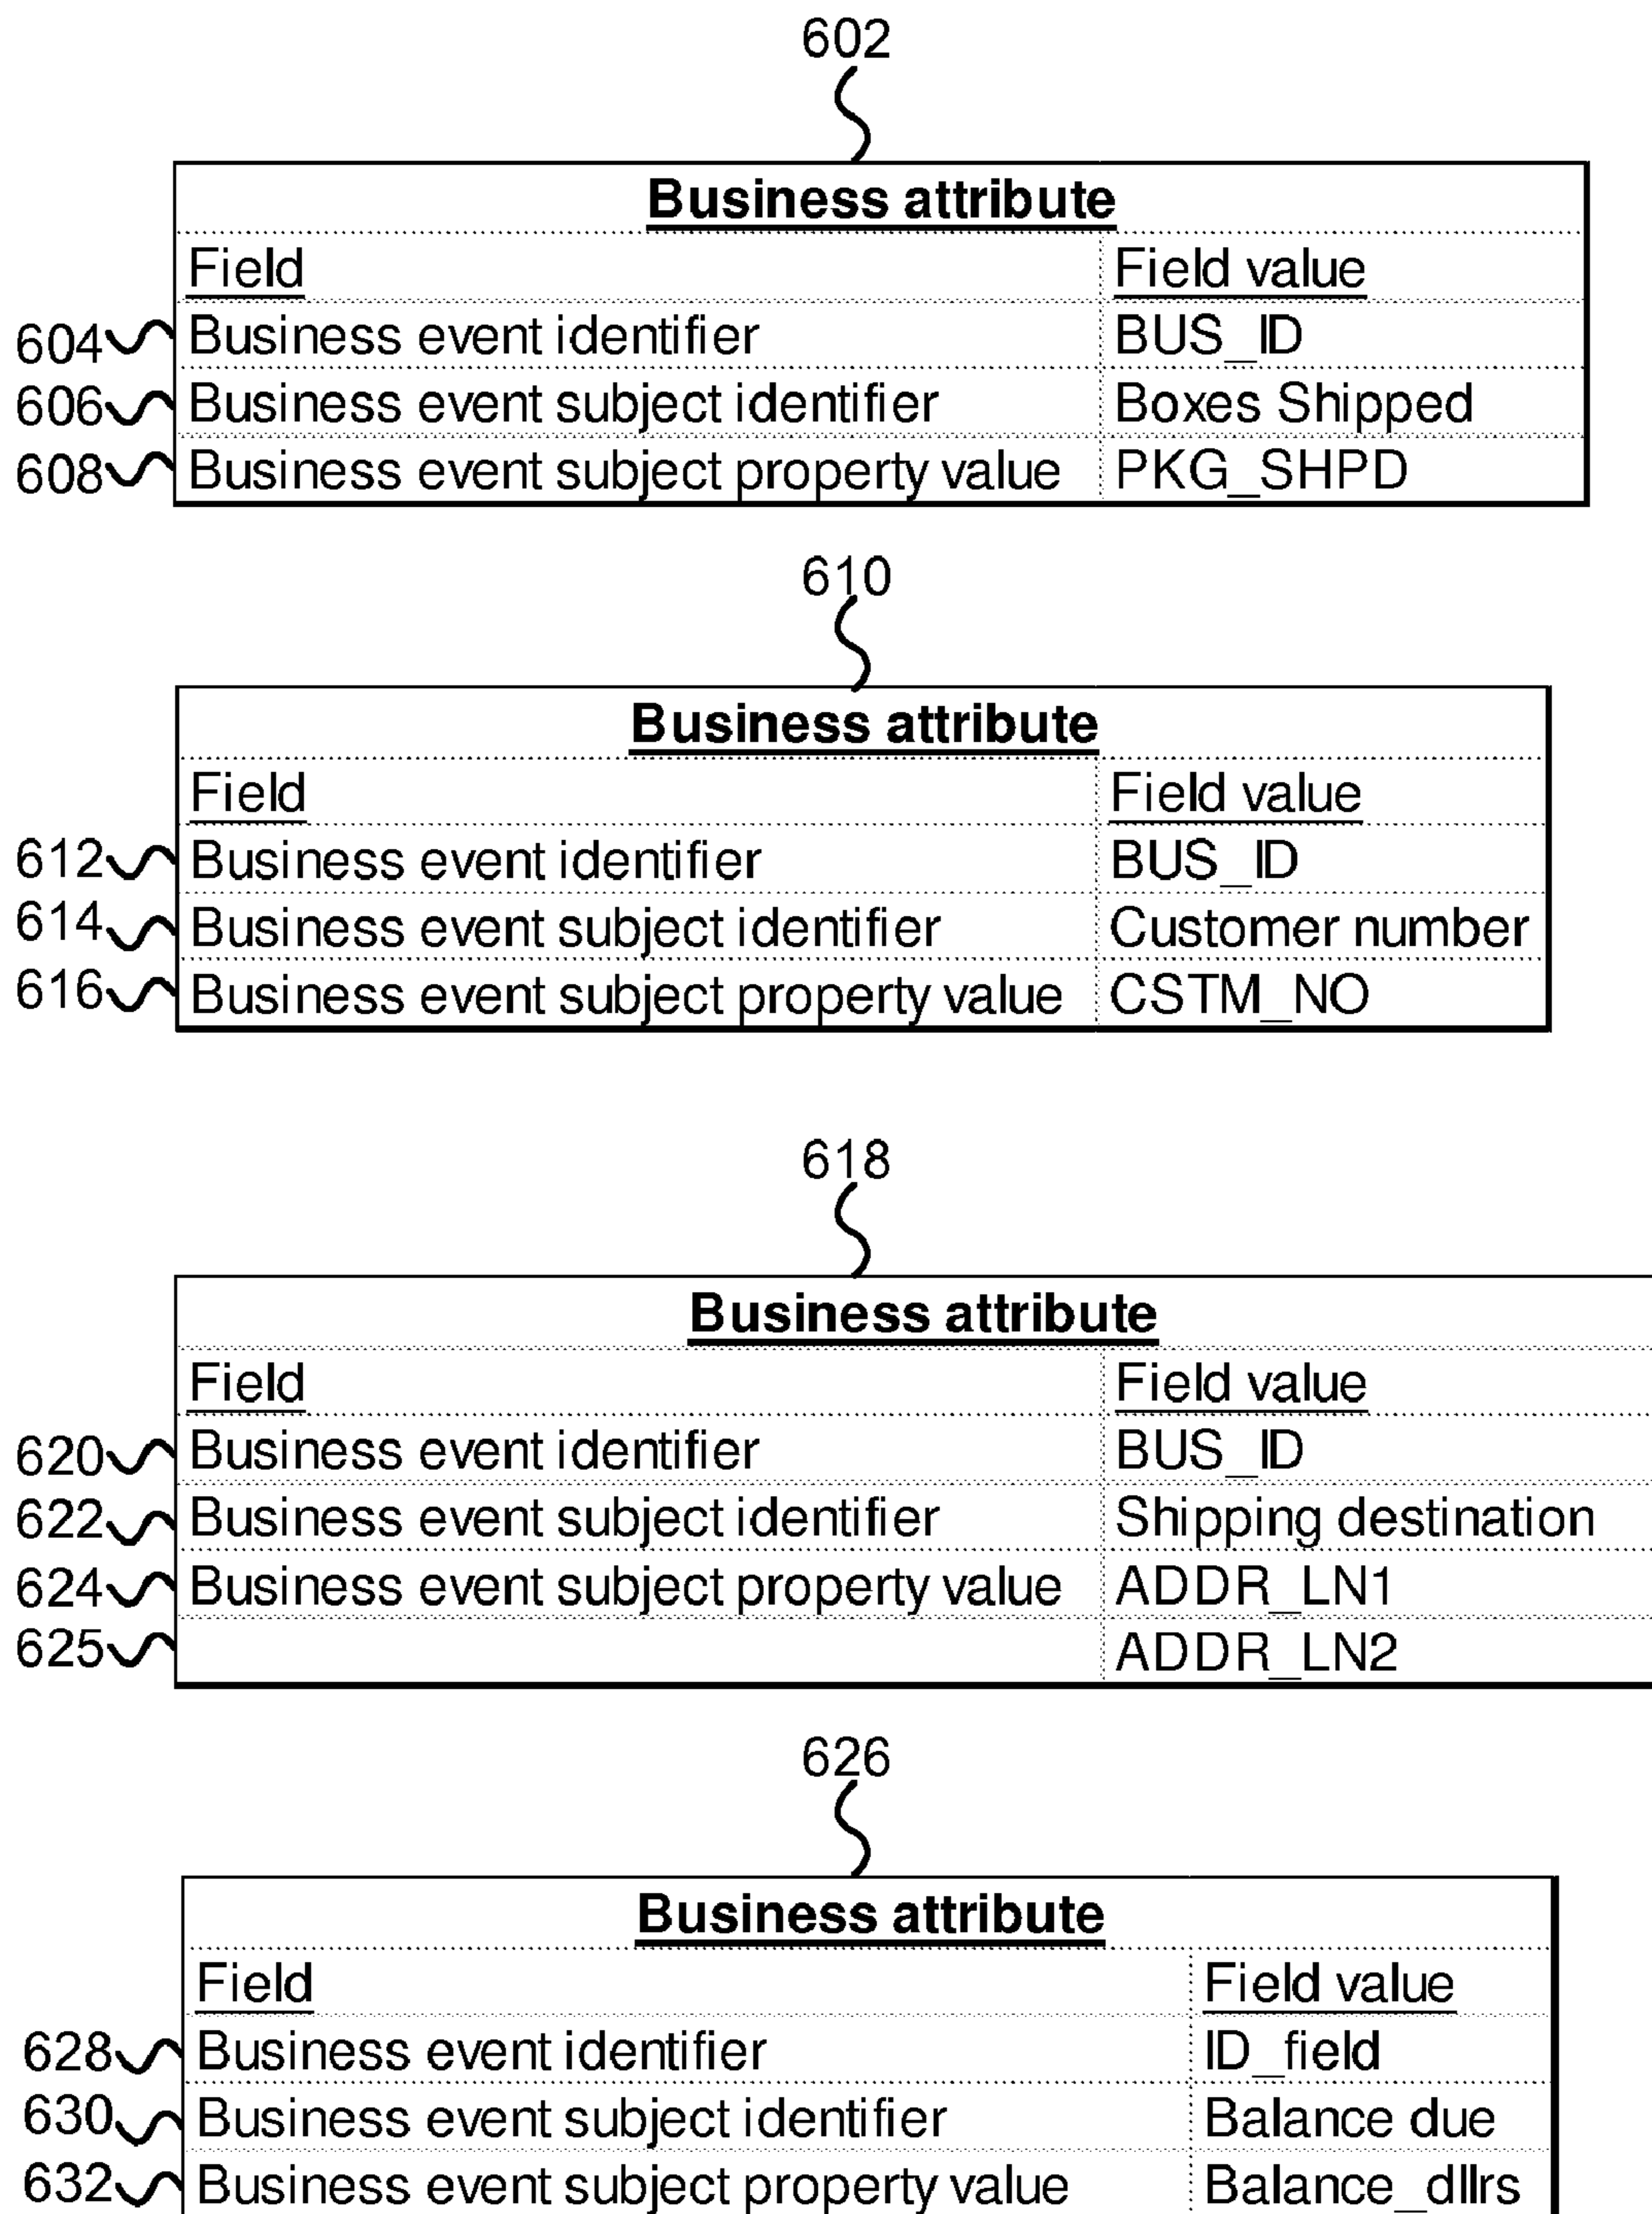 602
Business attribute
Field Field value
604 Business event identifier BUS_ID
606 Business event subject identifier Boxes Shipped
608 Business event subject property value PKG_SHPD
610
Business attribute
Field Field value
612 Business event identifier BUS_ID
614 Business event subject identifier Customer number
616 Business event subject property value CSTM_NO
618
Business attribute
Field Field value
620 Business event identifier BUS_ID
622 Business event subject identifier Shipping destination
624 Business event subject property value ADDR_LN1
625 ADDR_LN2
626
Business attribute
Field Field value
628 Business event identifier ID_field
630 Business event subject identifier Balance due
632 Business event subject property value Balance_dllrs